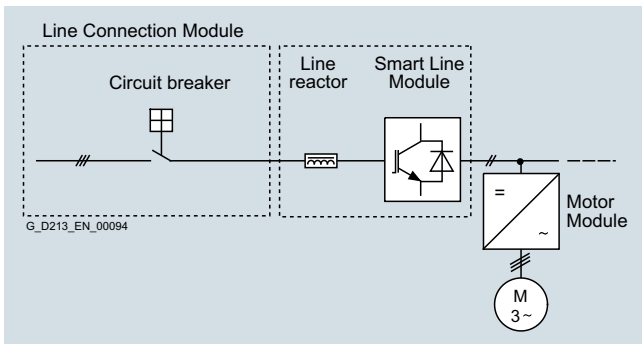 Line Connection Module
Circuit breaker
Line
reactor
Smart Line
Module
G_D213_EN_00094
=
~
Motor
Module
M
3~